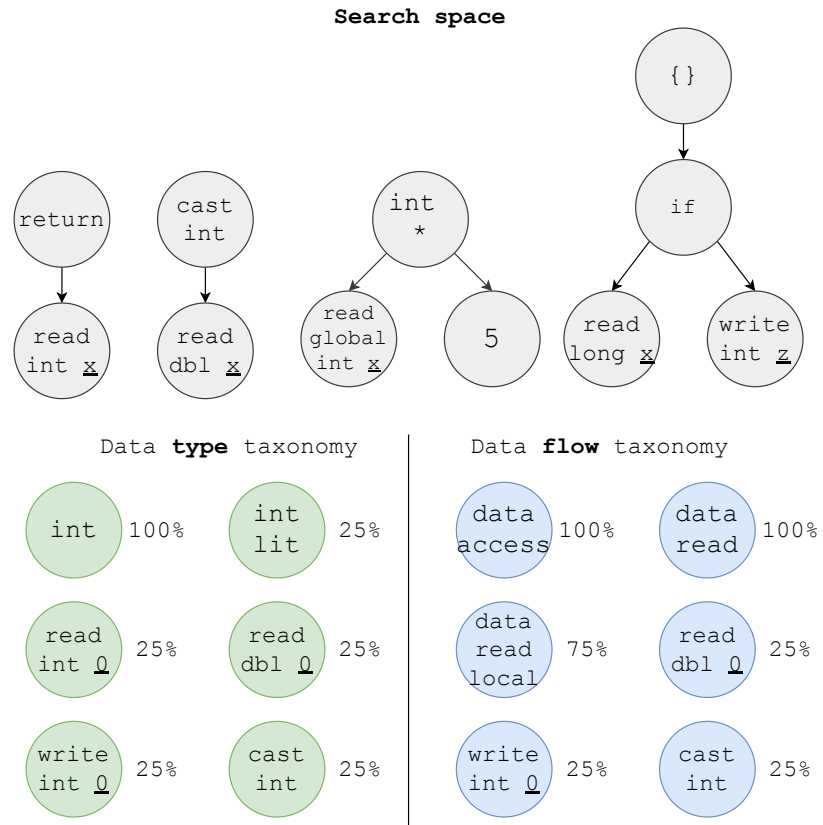 Search space
{}
return
cast
int
int
*
if
read
int x
read
dbl x
read
global
int x
5
read
long x
write
int z
Data type taxonomy
Data flow taxonomy
int 100%
int
lit 25%
data
access 100%
data
read 100%
read
int 0 25%
read
dbl 0 25%
data
read
local 75%
read
dbl 0 25%
write
int 0 25%
cast
int 25%
write
int 0 25%
cast
int 25%